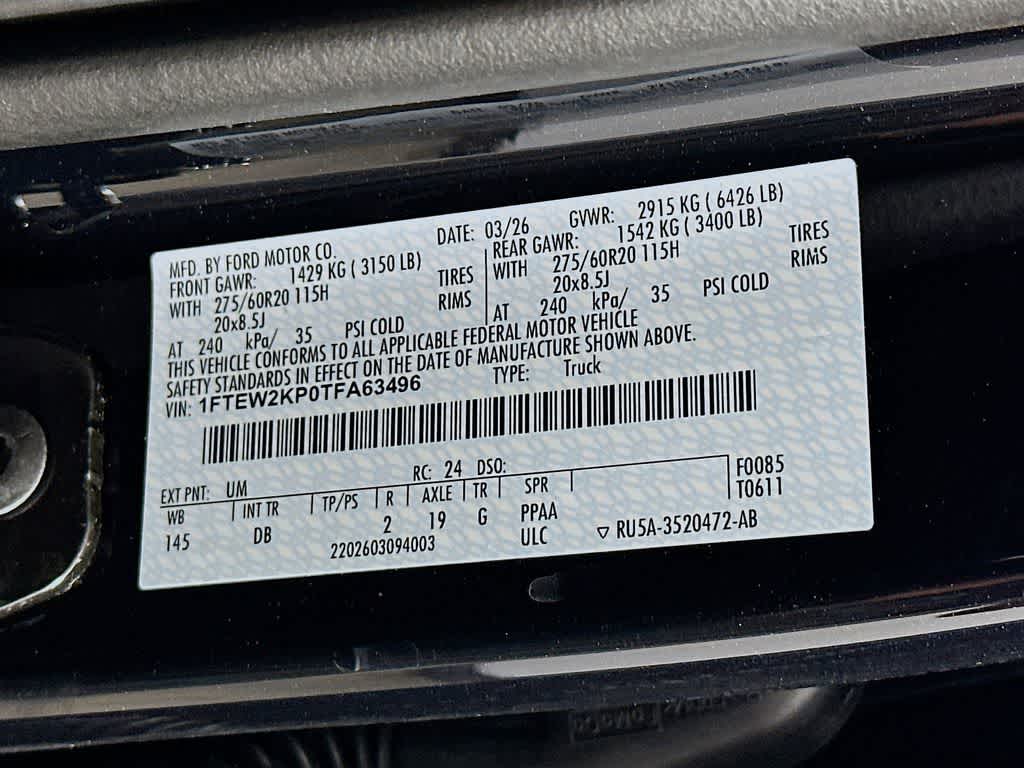 MFD. BY FORD MOTOR CO.
DATE: 03/26 GVWR: 2915 KG ( 6426 LB)
FRONT GAWR: 1429 KG ( 3150 LB)
WITH 275/60R20 115H TIRES
20x8.5J RIMS
AT 240 kPa/ 35 PSI COLD
REAR GAWR: 1542 KG ( 3400 LB)
WITH 275/60R20 115H TIRES
20x8.5J RIMS
AT 240 kPa/ 35 PSI COLD
THIS VEHICLE CONFORMS TO ALL APPLICABLE FEDERAL MOTOR VEHICLE
SAFETY STANDARDS IN EFFECT ON THE DATE OF MANUFACTURE SHOWN ABOVE.
VIN: 1FTEW2KP0TFA63496 TYPE: Truck
EXT PNT: UM RC: 24 DSO:
WB INT TR TP/PS R AXLE TR SPR F0085
145 DB 2 19 G PPAA T0611
2202603094003 ULC ▽ RU5A-3520472-AB